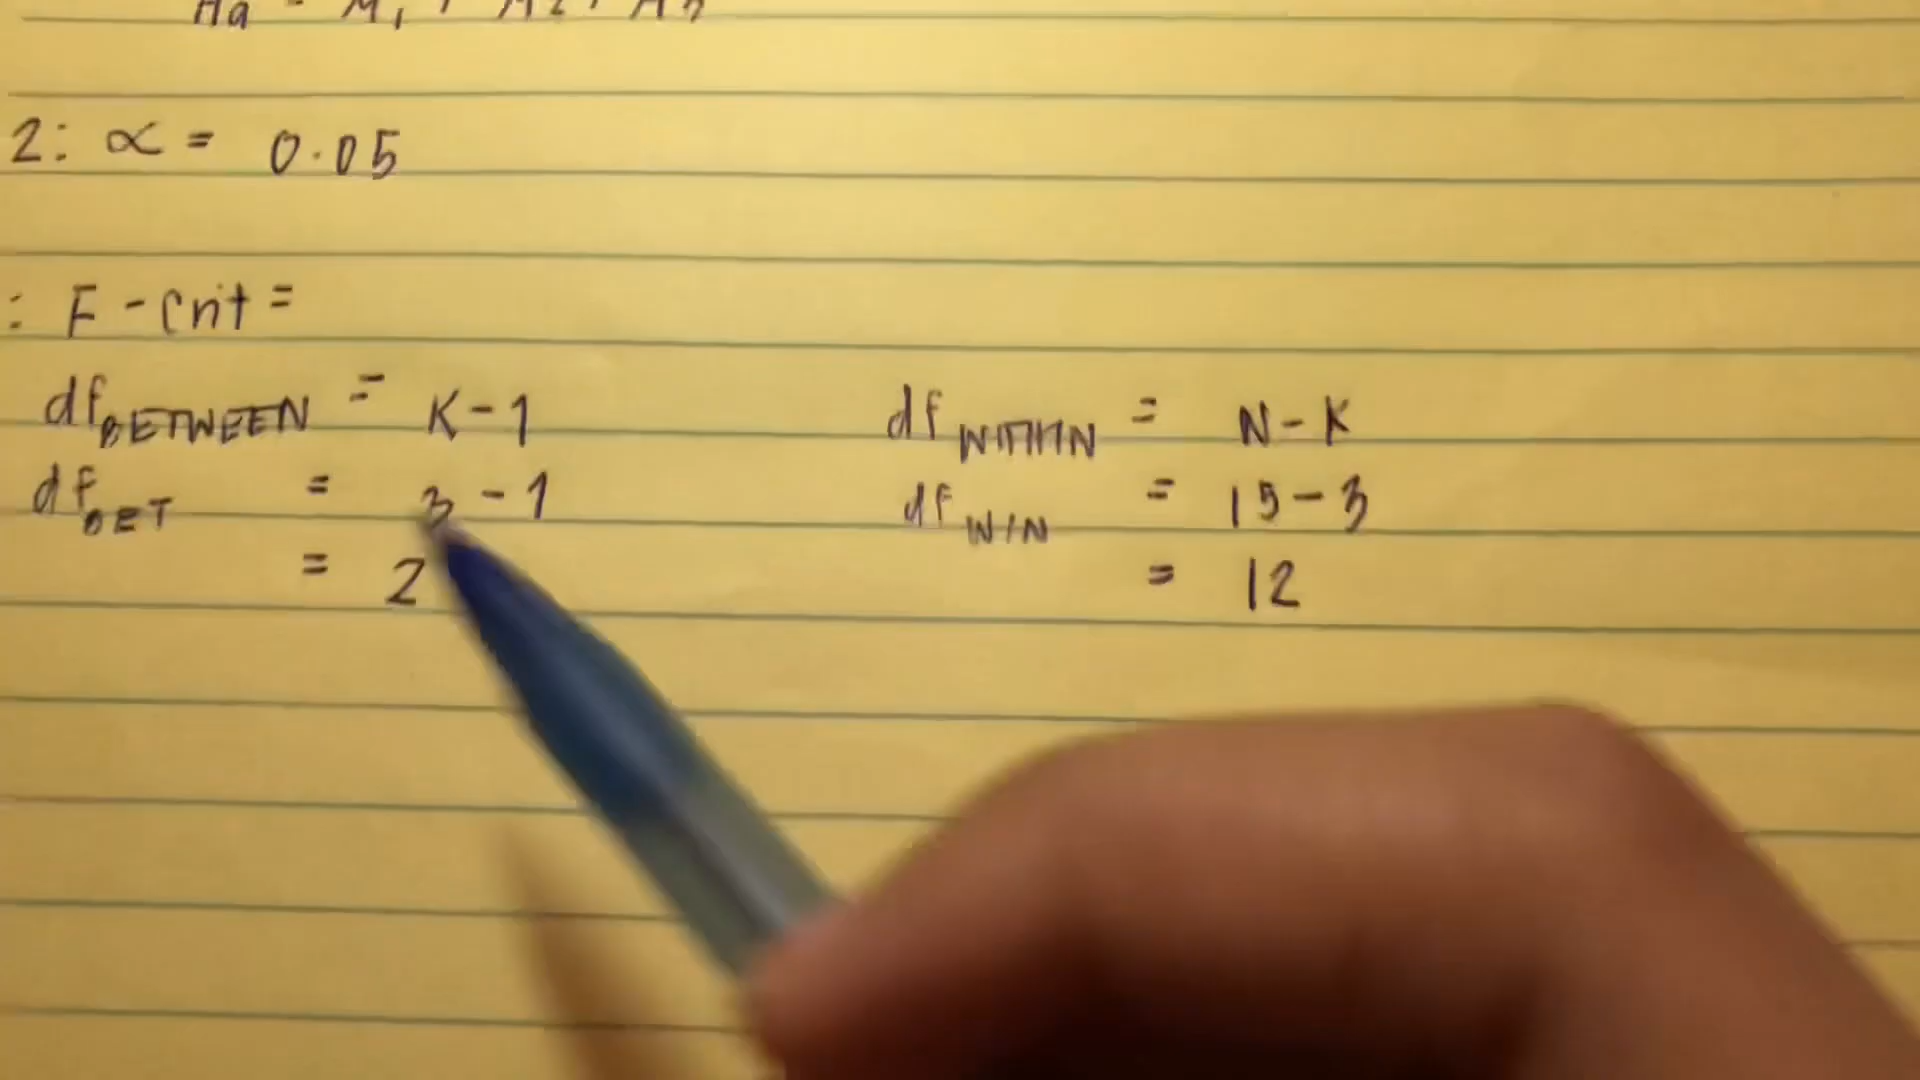 Ha
2: ∝ = 0.05
: F - Crit =
df BETWEEN = K - 1
df WITHIN = N - K
df BET = 3 - 1
df WIN = 15 - 3
= 2
= 12